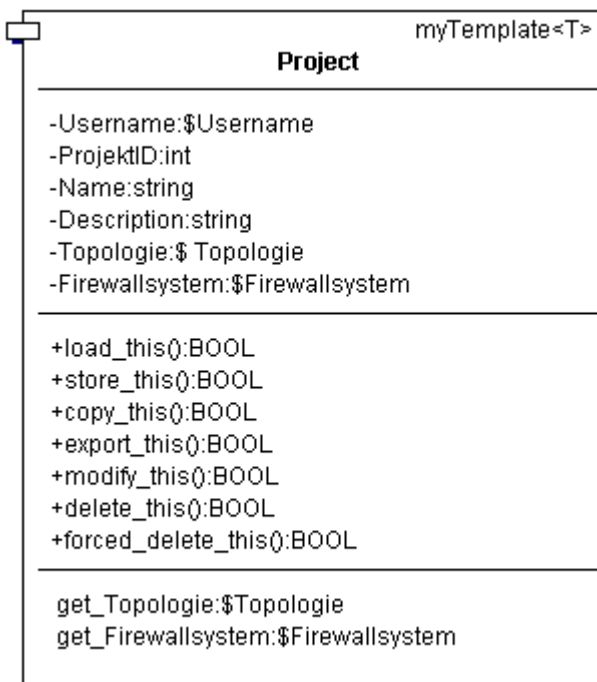 myTemplate<T>
Project
-Username:$Username
-ProjektID:int
-Name:string
-Description:string
-Topologie:$ Topologie
-Firewallsystem:$Firewallsystem
+load_this():BOOL
+store_this():BOOL
+copy_this():BOOL
+export_this():BOOL
+modify_this():BOOL
+delete_this():BOOL
+forced_delete_this():BOOL
get_Topologie:$Topologie
get_Firewallsystem:$Firewallsystem